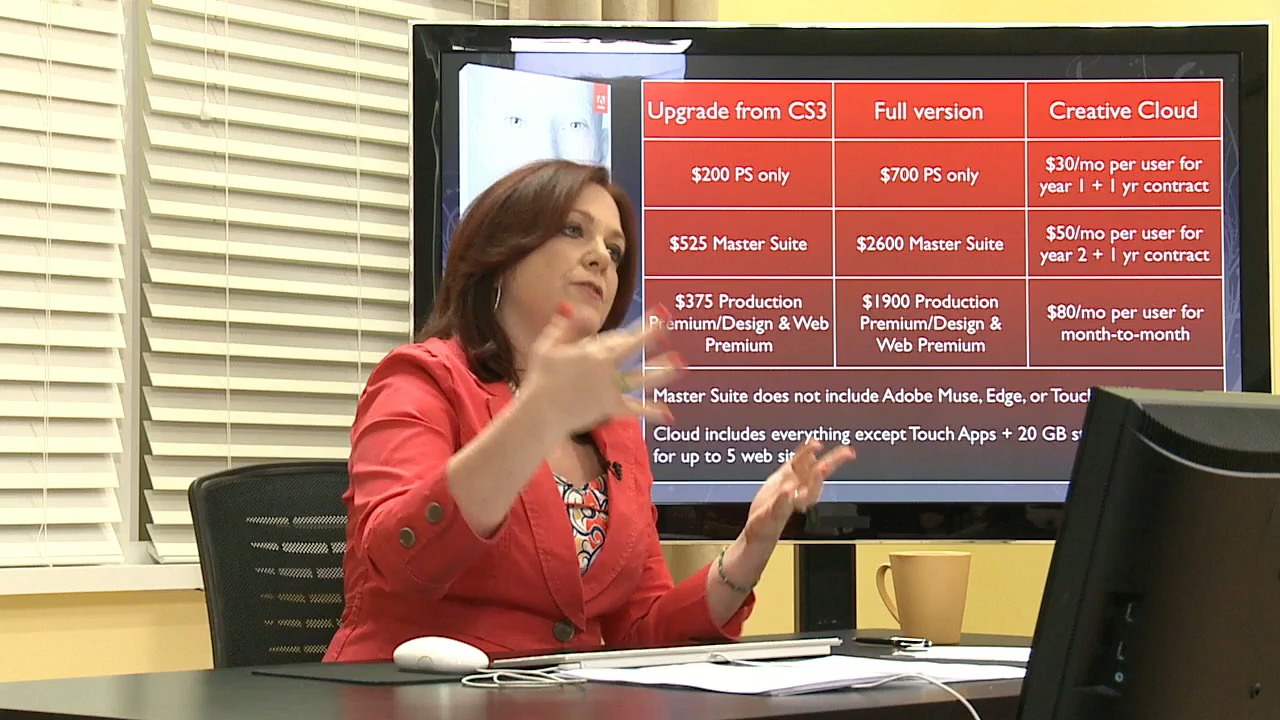 Upgrade from CS3
Full version
Creative Cloud
$200 PS only
$700 PS only
$30/mo per user for
year 1 + 1 yr contract
$525 Master Suite
$2600 Master Suite
$50/mo per user for
year 2 + 1 yr contract
$375 Production
Premium/Design & Web
Premium
$1900 Production
Premium/Design &
Web Premium
$80/mo per user for
month-to-month
Master Suite does not include Adobe Muse, Edge, or Touch
Cloud includes everything except Touch Apps + 20 GB
for up to 5 web